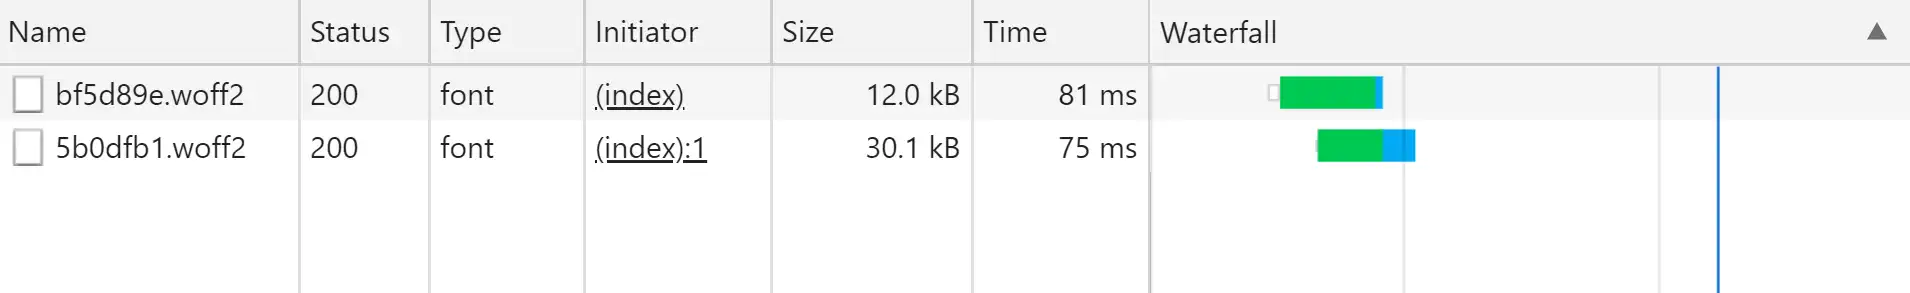 Name Status Type Initiator Size Time Waterfall ▲
bf5d89e.woff2 200 font (index) 12.0 kB 81 ms
5b0dfb1.woff2 200 font (index):1 30.1 kB 75 ms